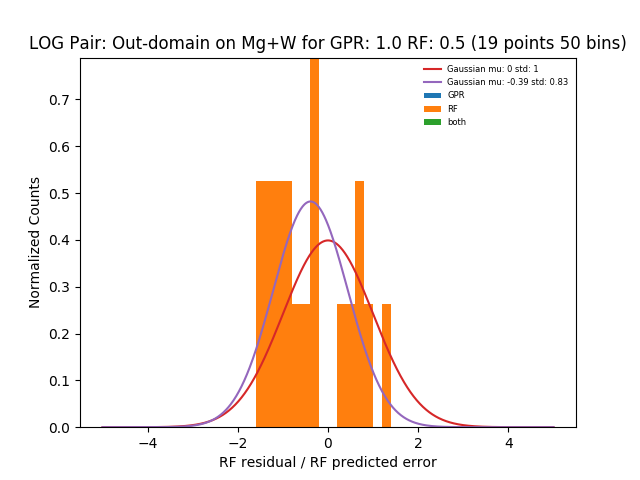 LOG Pair: Out-domain on Mg+W for GPR: 1.0 RF: 0.5 (19 points 50 bins)
Gaussian mu: 0 std: 1
Gaussian mu: -0.39 std: 0.83
GPR
RF
both
Normalized Counts
0.7
0.6
0.5
0.4
0.3
0.2
0.1
0.0
−4
−2
0
2
4
RF residual / RF predicted error